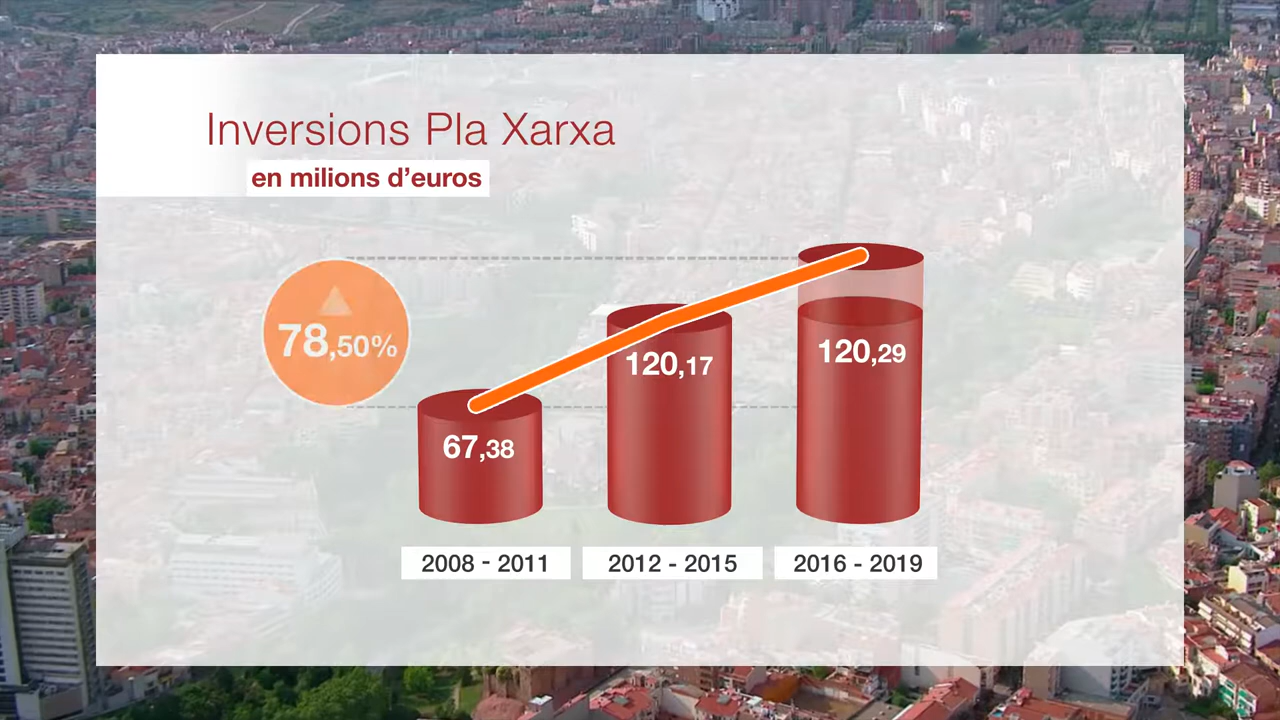 Inversions Pla Xarxa
en milions d’euros
78,50%
67,38
120,17
120,29
2008 - 2011
2012 - 2015
2016 - 2019